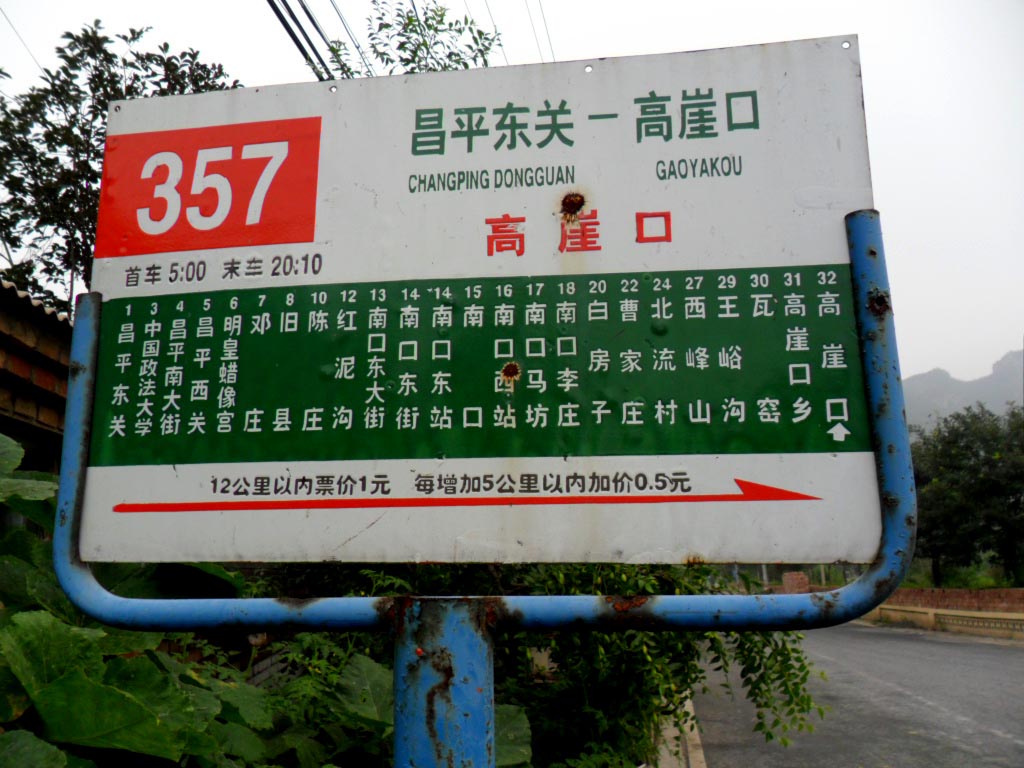 357
昌平东关－高崖口
CHANGPING DONGGUAN GAOYAKOU
高崖口
首车 5:00 末车 20:10
1 3 4 5 6 7 8 10 12 13 14 14 15 16 17 18 20 22 24 27 29 30 31 32
昌平东关
中国政法大学
昌平南大街
昌平西关
明皇蜡像宫
邓庄
旧县
陈庄
红泥沟
南口东大街
南口东街
南口东站
南口
南口西站
南口马坊
南口李庄
白房子
曹家庄
北流村
西峰山
王峪沟
瓦窑
高崖口乡
高崖口
12公里以内票价1元 每增加5公里以内加价0.5元